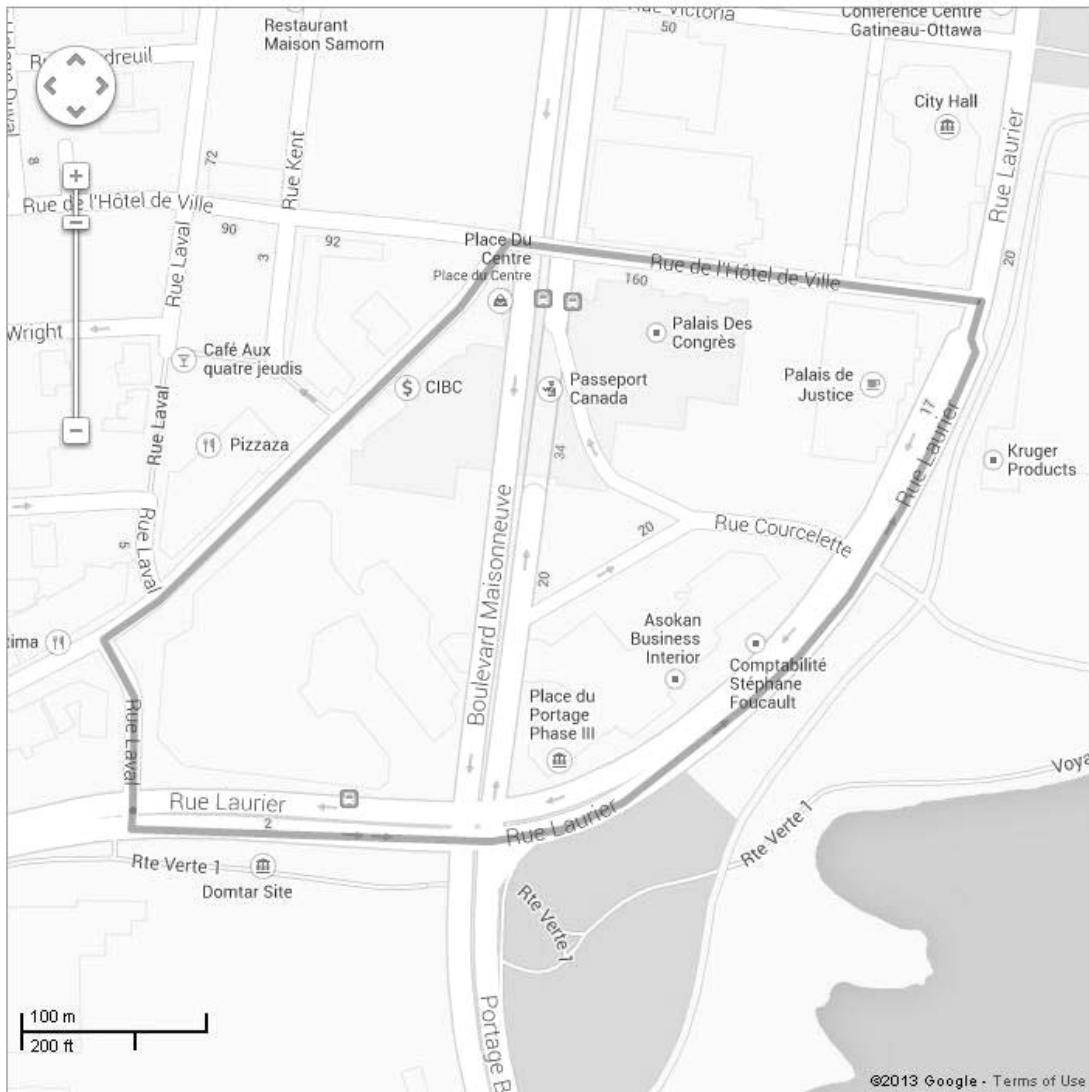 Restaurant
Maison Samorn
Rue Victoria
50
Conference Centre
Gatineau-Ottawa
City Hall
Rue Laurier
20
Rue Kent
72
8
Rue de l'Hôtel de Ville
90
92
3
Rue Laval
Place Du
Centre
Place du Centre
Rue de l'Hôtel de Ville
160
Wright
Café Aux
quatre jeudis
CIBC
Passeport
Canada
Palais Des
Congrès
Palais de
Justice
17
Rue Laurier
Kruger
Products
Pizzaza
Rue Laval
Rue Laval
5
34
20
20
Rue Courcelette
Boulevard Maisonneuve
Asokan
Business
Interior
Comptabilité
Stéphane
Foucault
Place du
Portage
Phase III
Rue Laval
Rue Laurier
2
Rue Laurier
Rte Verte 1
Domtar Site
Rte Verte 1
Rte Verte 1
Voya
Portage B
100 m
200 ft
©2013 Google - Terms of Use